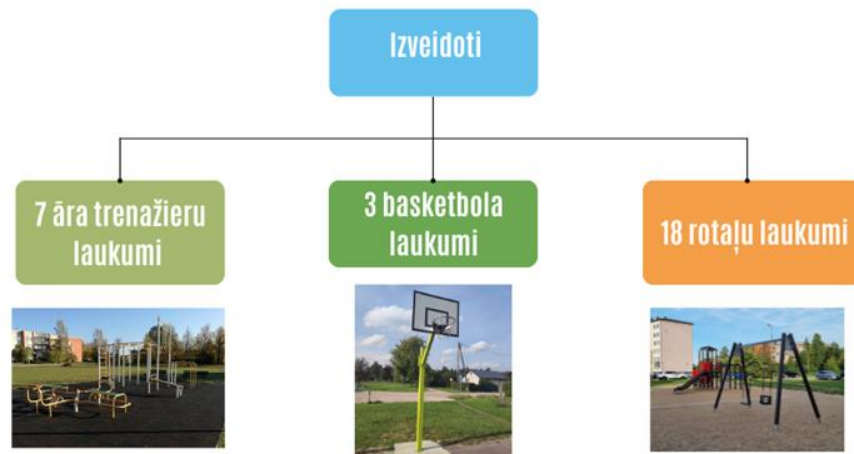 Izveidoti
7 āra trenažieru
laukumi
3 basketbola
laukumi
18 rotaļu laukumi